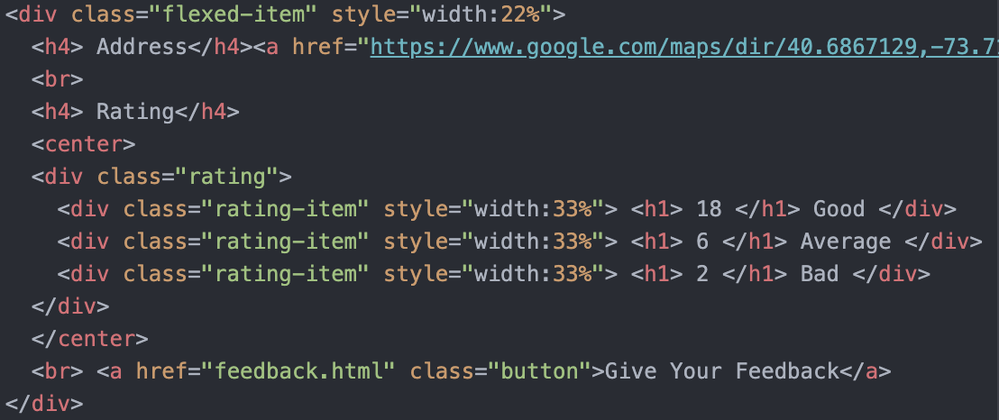 <div class="flexed-item" style="width:22%">
<h4> Address</h4><a href="https://www.google.com/maps/dir/40.6867129,-73.7
<br>
<h4> Rating</h4>
<center>
<div class="rating">
<div class="rating-item" style="width:33%"> <h1> 18 </h1> Good </div>
<div class="rating-item" style="width:33%"> <h1> 6 </h1> Average </div>
<div class="rating-item" style="width:33%"> <h1> 2 </h1> Bad </div>
</div>
</center>
<br> <a href="feedback.html" class="button">Give Your Feedback</a>
</div>